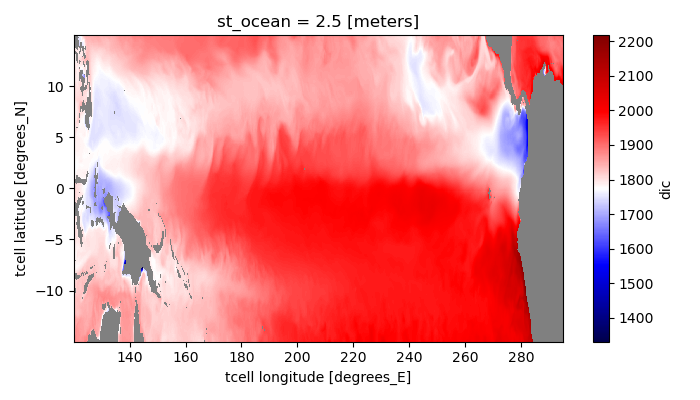 st_ocean = 2.5 [meters]
tcell latitude [degrees_N]
10
5
0
−5
−10
140 160 180 200 220 240 260 280
tcell longitude [degrees_E]
2200
2100
2000
1900
1800
1700
1600
1500
1400
dic